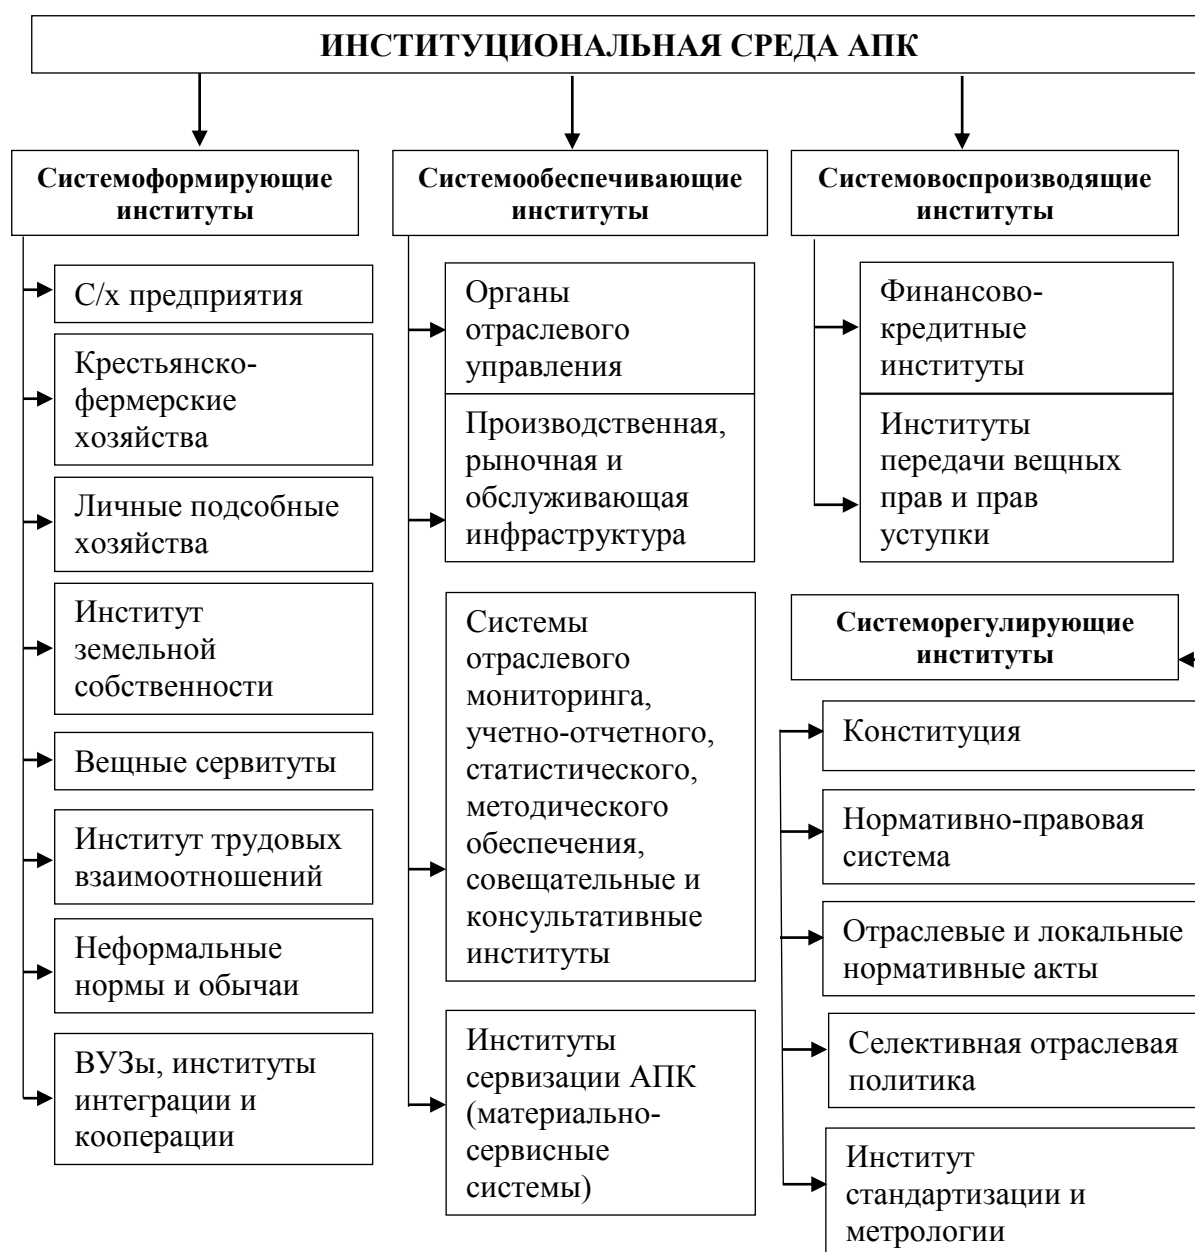 ИНСТИТУЦИОНАЛЬНАЯ СРЕДА АПК
Системоформирующие
институты
С/х предприятия
Крестьянско-
фермерские
хозяйства
Личные подсобные
хозяйства
Институт
земельной
собственности
Вещные сервитуты
Институт трудовых
взаимоотношений
Неформальные
нормы и обычаи
ВУЗы, институты
интеграции и
кооперации
Системообеспечивающие
институты
Органы
отраслевого
управления
Производственная,
рыночная и
обслуживающая
инфраструктура
Системы
отраслевого
мониторинга,
учетно-отчетного,
статистического,
методического
обеспечения,
совещательные и
консультативные
институты
Институты
сервизации АПК
(материально-
сервисные
системы)
Системовоспроизводящие
институты
Финансово-
кредитные
институты
Институты
передачи вещных
прав и прав
уступки
Системорегулирующие
институты
Конституция
Нормативно-правовая
система
Отраслевые и локальные
нормативные акты
Селективная отраслевая
политика
Институт
стандартизации и
метрологии